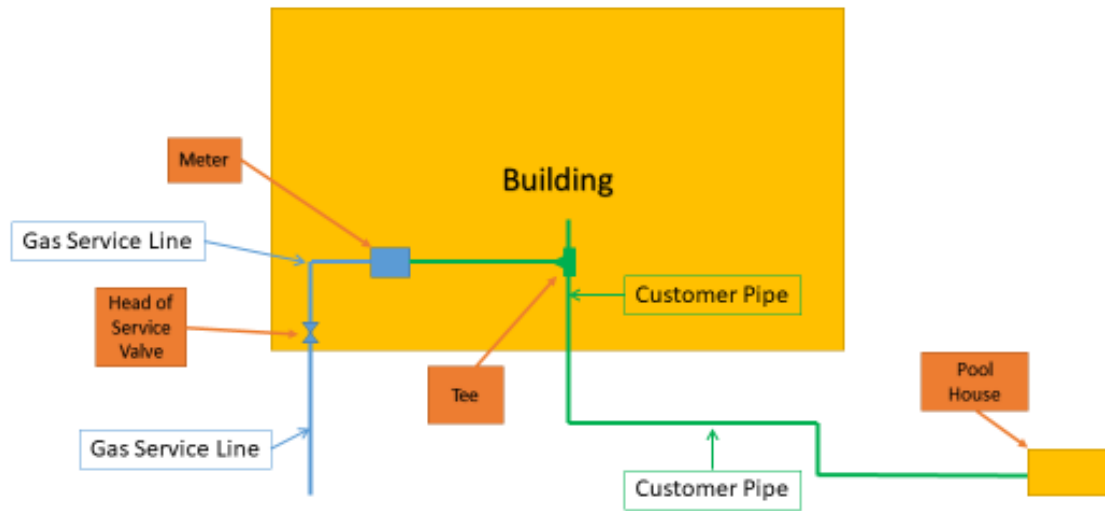 Building
Meter
Gas Service Line
Head of
Service
Valve
Customer Pipe
Tee
Pool
House
Gas Service Line
Customer Pipe